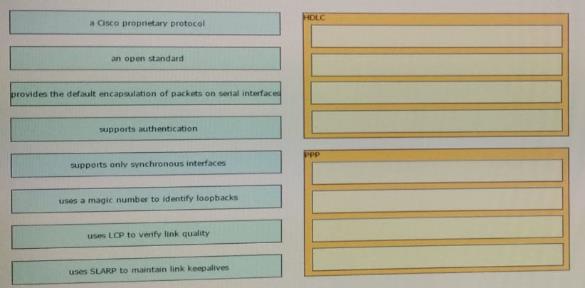 a Cisco proprietary protocol
an open standard
provides the default encapsulation of packets on serial interfaces
supports authentication
supports only synchronous interfaces
uses a magic number to identify loopbacks
uses LCP to verify link quality
uses SLARP to maintain link keepalives
HDLC
PPP